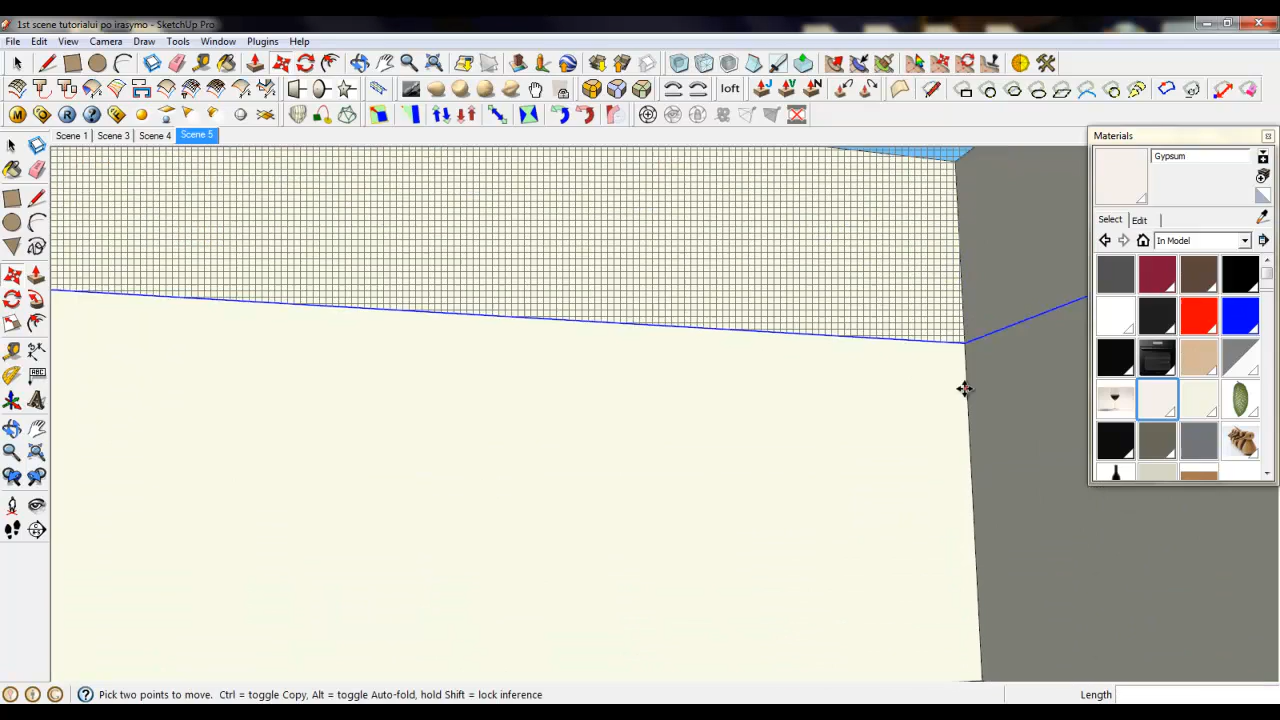 1st scene tutorialui po irasymo - SketchUp Pro
File Edit View Camera Draw Tools Window Plugins Help
loft
Scene 1 Scene 3 Scene 4 Scene 5
Materials
Gypsum
Select Edit
In Model
Pick two points to move. Ctrl = toggle Copy, Alt = toggle Auto-fold, hold Shift = lock inference
Length